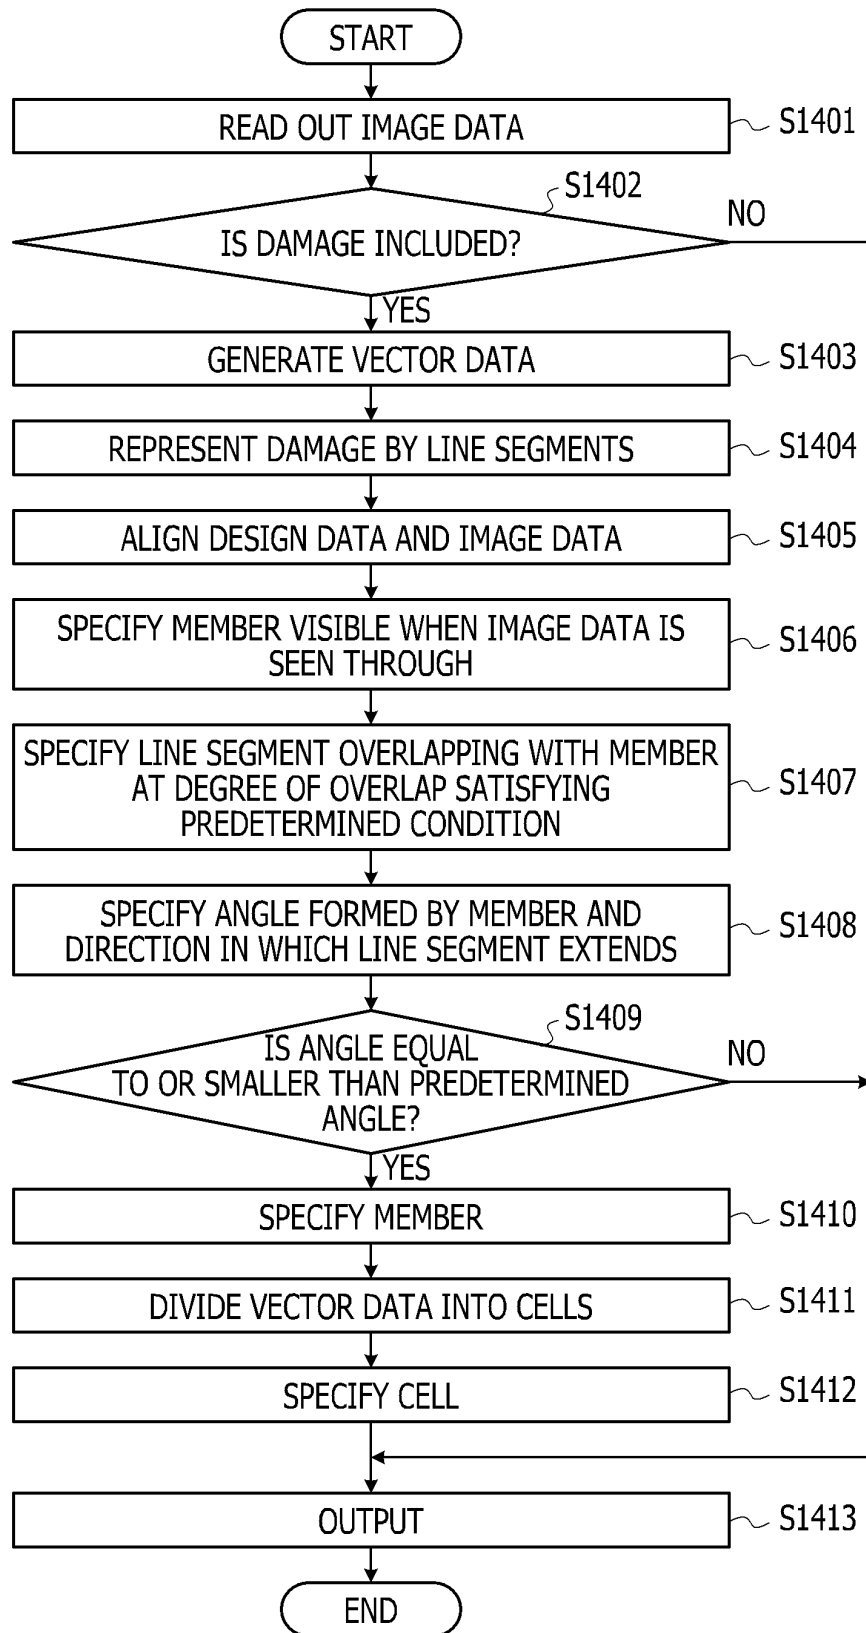 START
READ OUT IMAGE DATA
S1401
S1402
IS DAMAGE INCLUDED?
NO
YES
GENERATE VECTOR DATA
S1403
REPRESENT DAMAGE BY LINE SEGMENTS
S1404
ALIGN DESIGN DATA AND IMAGE DATA
S1405
SPECIFY MEMBER VISIBLE WHEN IMAGE DATA IS
SEEN THROUGH
S1406
SPECIFY LINE SEGMENT OVERLAPPING WITH MEMBER
AT DEGREE OF OVERLAP SATISFYING
PREDETERMINED CONDITION
S1407
SPECIFY ANGLE FORMED BY MEMBER AND
DIRECTION IN WHICH LINE SEGMENT EXTENDS
S1408
S1409
IS ANGLE EQUAL
TO OR SMALLER THAN PREDETERMINED
ANGLE?
NO
YES
SPECIFY MEMBER
S1410
DIVIDE VECTOR DATA INTO CELLS
S1411
SPECIFY CELL
S1412
OUTPUT
S1413
END